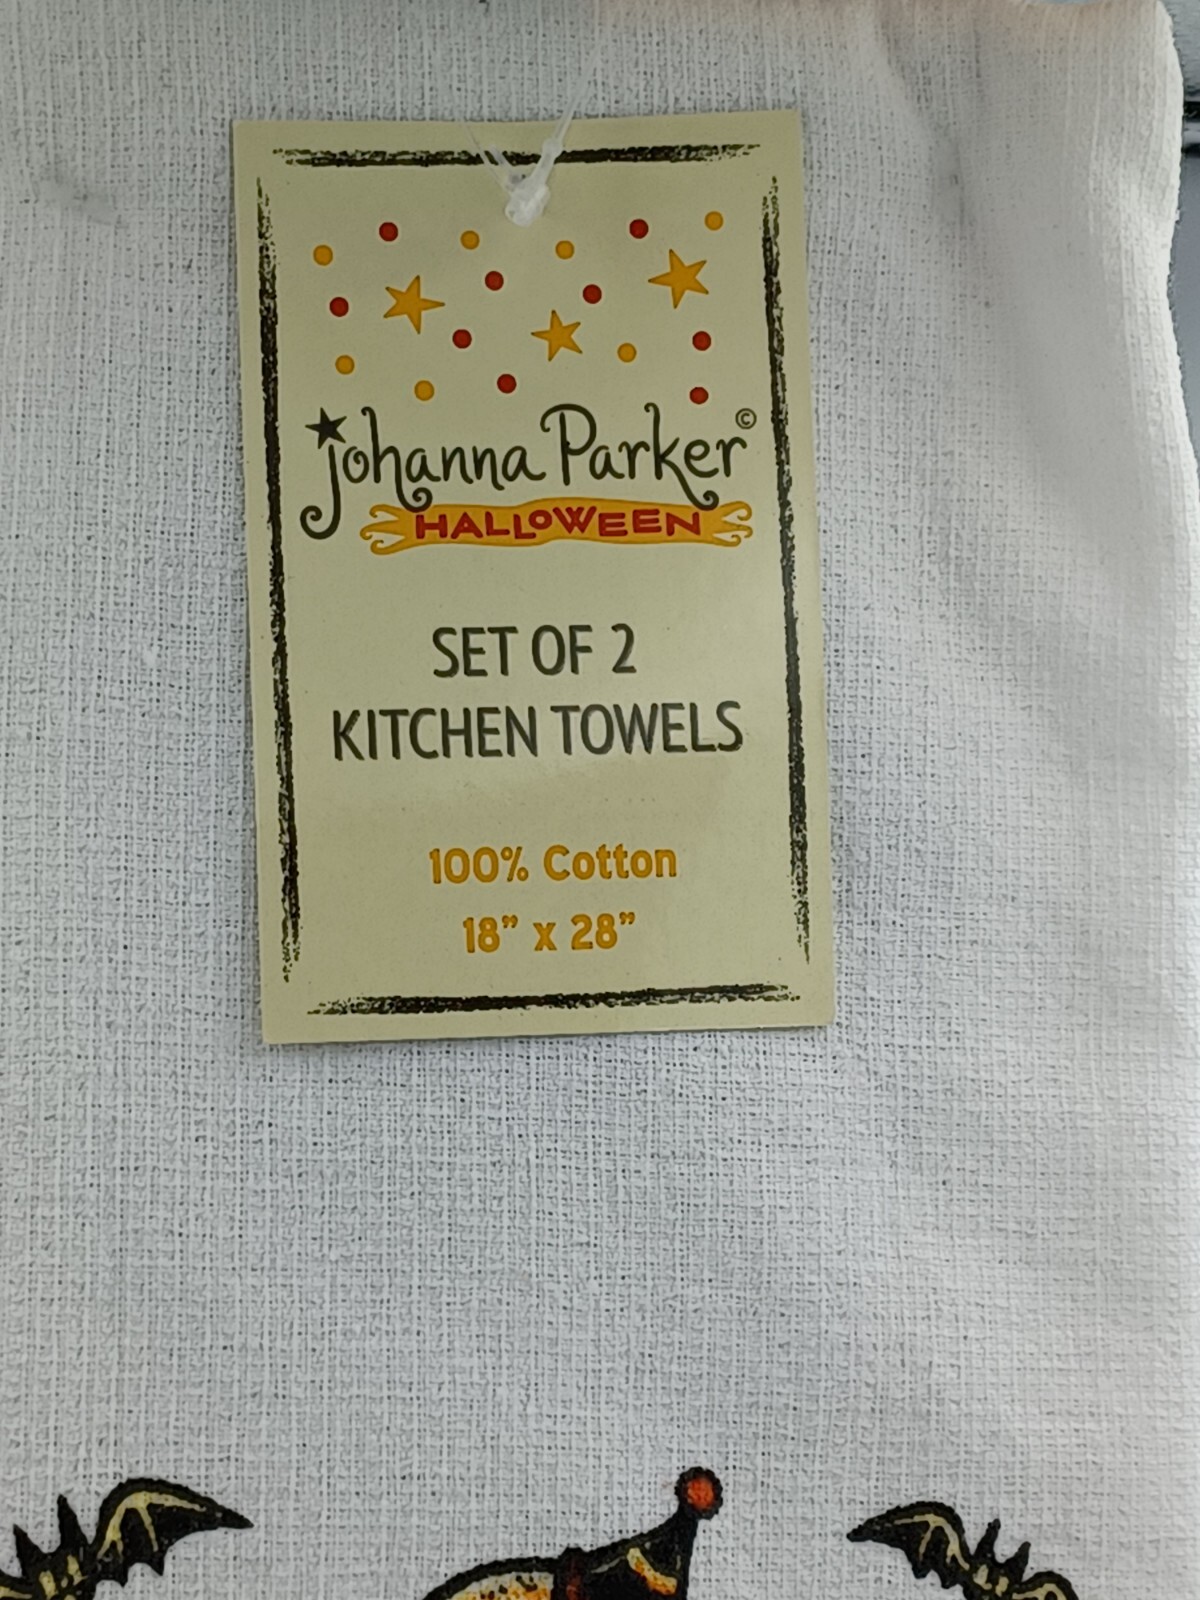 johanna Parker©
HALLOWEEN
SET OF 2
KITCHEN TOWELS
100% Cotton
18” x 28”